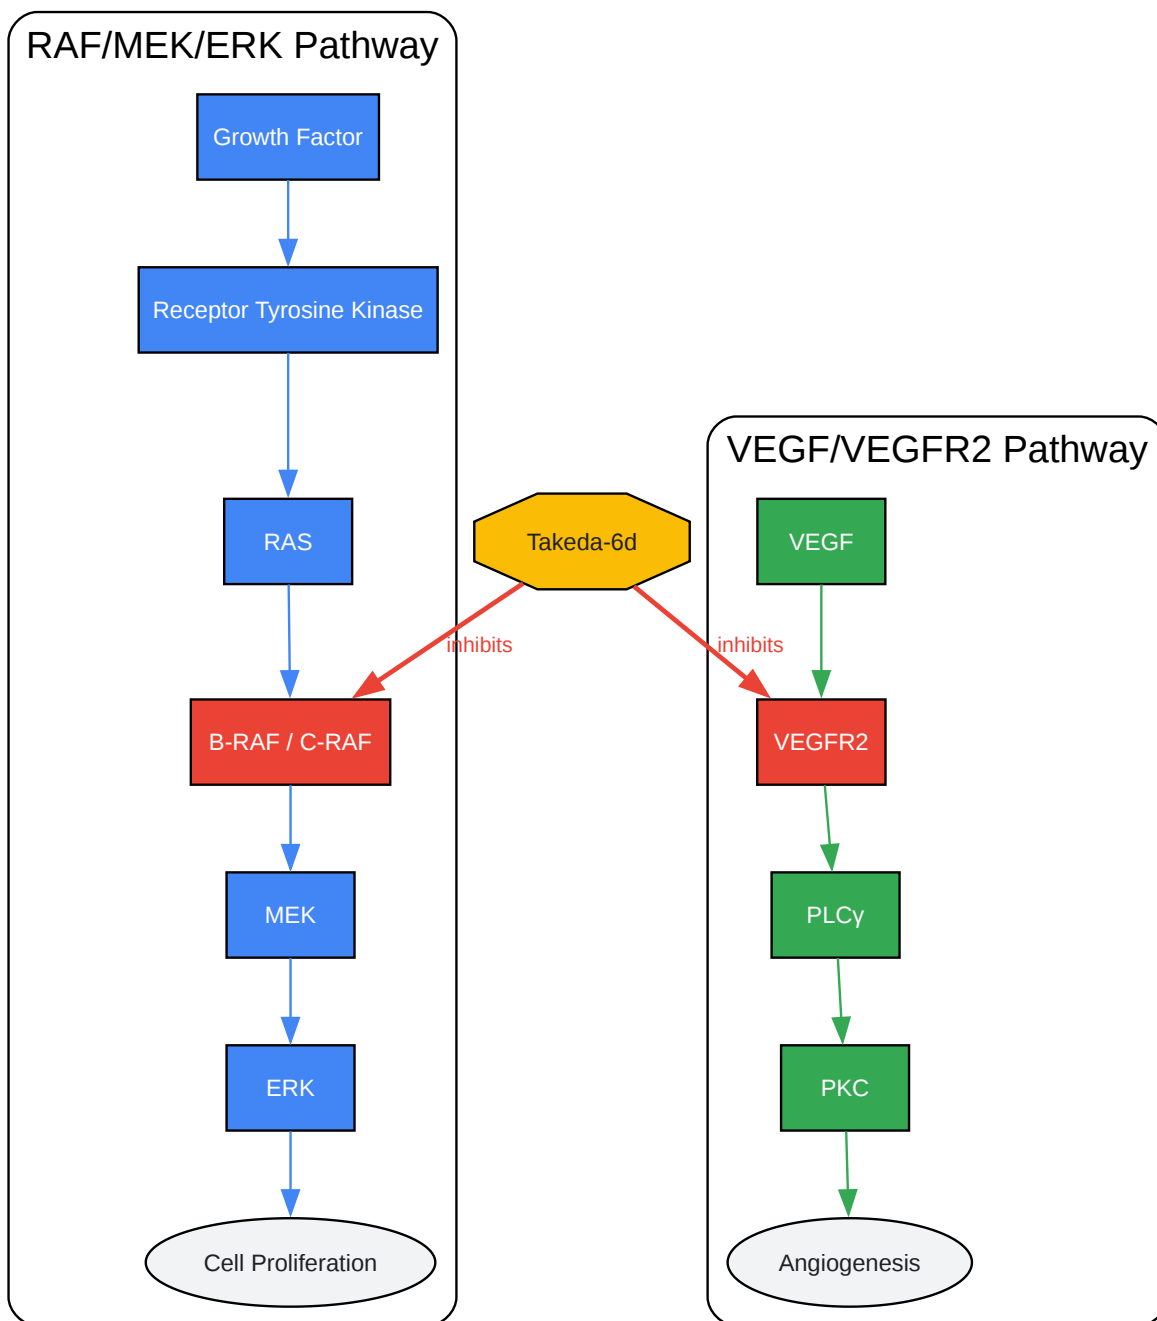 RAF/MEK/ERK Pathway
Growth Factor
Receptor Tyrosine Kinase
RAS
B-RAF / C-RAF
MEK
ERK
Cell Proliferation
Takeda-6d
inhibits
inhibits
VEGF/VEGFR2 Pathway
VEGF
VEGFR2
PLCγ
PKC
Angiogenesis